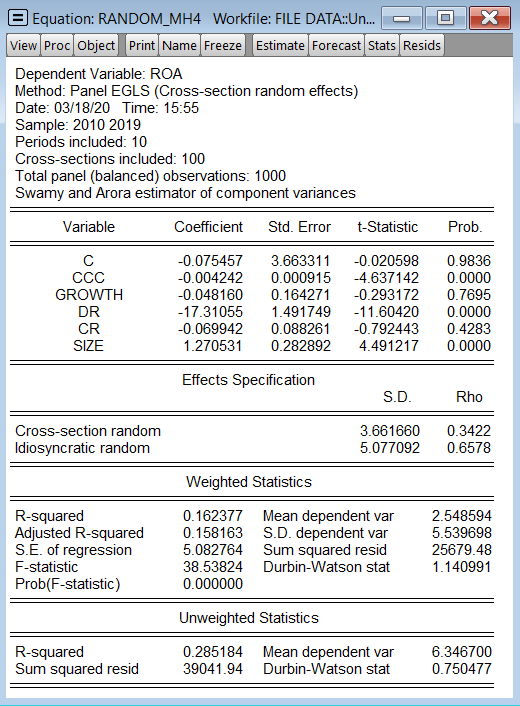 Equation: RANDOM_MH4 Workfile: FILE DATA::Un...
View Proc Object Print Name Freeze Estimate Forecast Stats Resids
Dependent Variable: ROA
Method: Panel EGLS (Cross-section random effects)
Date: 03/18/20 Time: 15:55
Sample: 2010 2019
Periods included: 10
Cross-sections included: 100
Total panel (balanced) observations: 1000
Swamy and Arora estimator of component variances
Variable Coefficient Std. Error t-Statistic Prob.
C -0.075457 3.663311 -0.020598 0.9836
CCC -0.004242 0.000915 -4.637142 0.0000
GROWTH -0.048160 0.164271 -0.293172 0.7695
DR -17.31055 1.491749 -11.60420 0.0000
CR -0.069942 0.088261 -0.792443 0.4283
SIZE 1.270531 0.282892 4.491217 0.0000
Effects Specification
S.D. Rho
Cross-section random 3.661660 0.3422
Idiosyncratic random 5.077092 0.6578
Weighted Statistics
R-squared 0.162377 Mean dependent var 2.548594
Adjusted R-squared 0.158163 S.D. dependent var 5.539698
S.E. of regression 5.082764 Sum squared resid 25679.48
F-statistic 38.53824 Durbin-Watson stat 1.140991
Prob(F-statistic) 0.000000
Unweighted Statistics
R-squared 0.285184 Mean dependent var 6.346700
Sum squared resid 39041.94 Durbin-Watson stat 0.750477